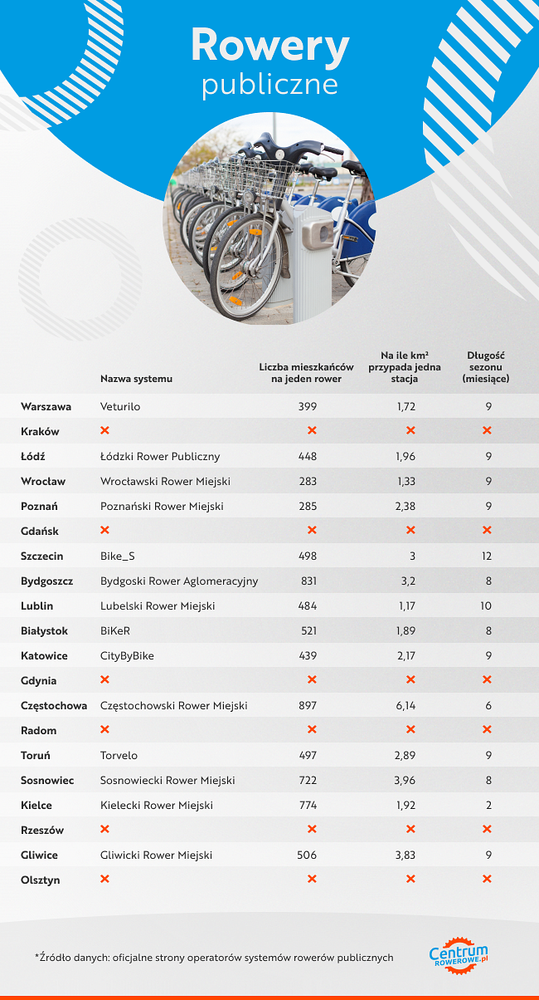 Rowery
publiczne
Nazwa systemu
Liczba mieszkańców
na jeden rower
Na ile km²
przypada jedna
stacja
Długość
sezonu
(miesiące)
Warszawa Veturilo 399 1,72 9
Kraków × × × ×
Łódź Łódzki Rower Publiczny 448 1,96 9
Wrocław Wrocławski Rower Miejski 283 1,33 9
Poznań Poznański Rower Miejski 285 2,38 9
Gdańsk × × × ×
Szczecin Bike_S 498 3 12
Bydgoszcz Bydgoski Rower Aglomeracyjny 831 3,2 8
Lublin Lubelski Rower Miejski 484 1,17 10
Białystok BiKeR 521 1,89 8
Katowice CityByBike 439 2,17 9
Gdynia × × × ×
Częstochowa Częstochowski Rower Miejski 897 6,14 6
Radom × × × ×
Toruń Torvelo 497 2,89 9
Sosnowiec Sosnowiecki Rower Miejski 722 3,96 8
Kielce Kielecki Rower Miejski 774 1,92 2
Rzeszów × × × ×
Gliwice Gliwicki Rower Miejski 506 3,83 9
Olsztyn × × × ×
*Źródło danych: oficjalne strony operatorów systemów rowerów publicznych
Centrum
ROWEROWE.pl